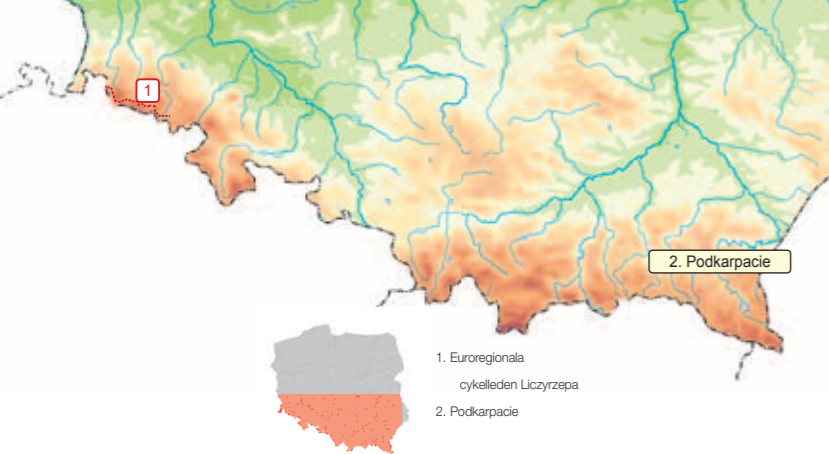 1
2. Podkarpacie
1. Euroregionala
cykelleden Liczyrzepa
2. Podkarpacie